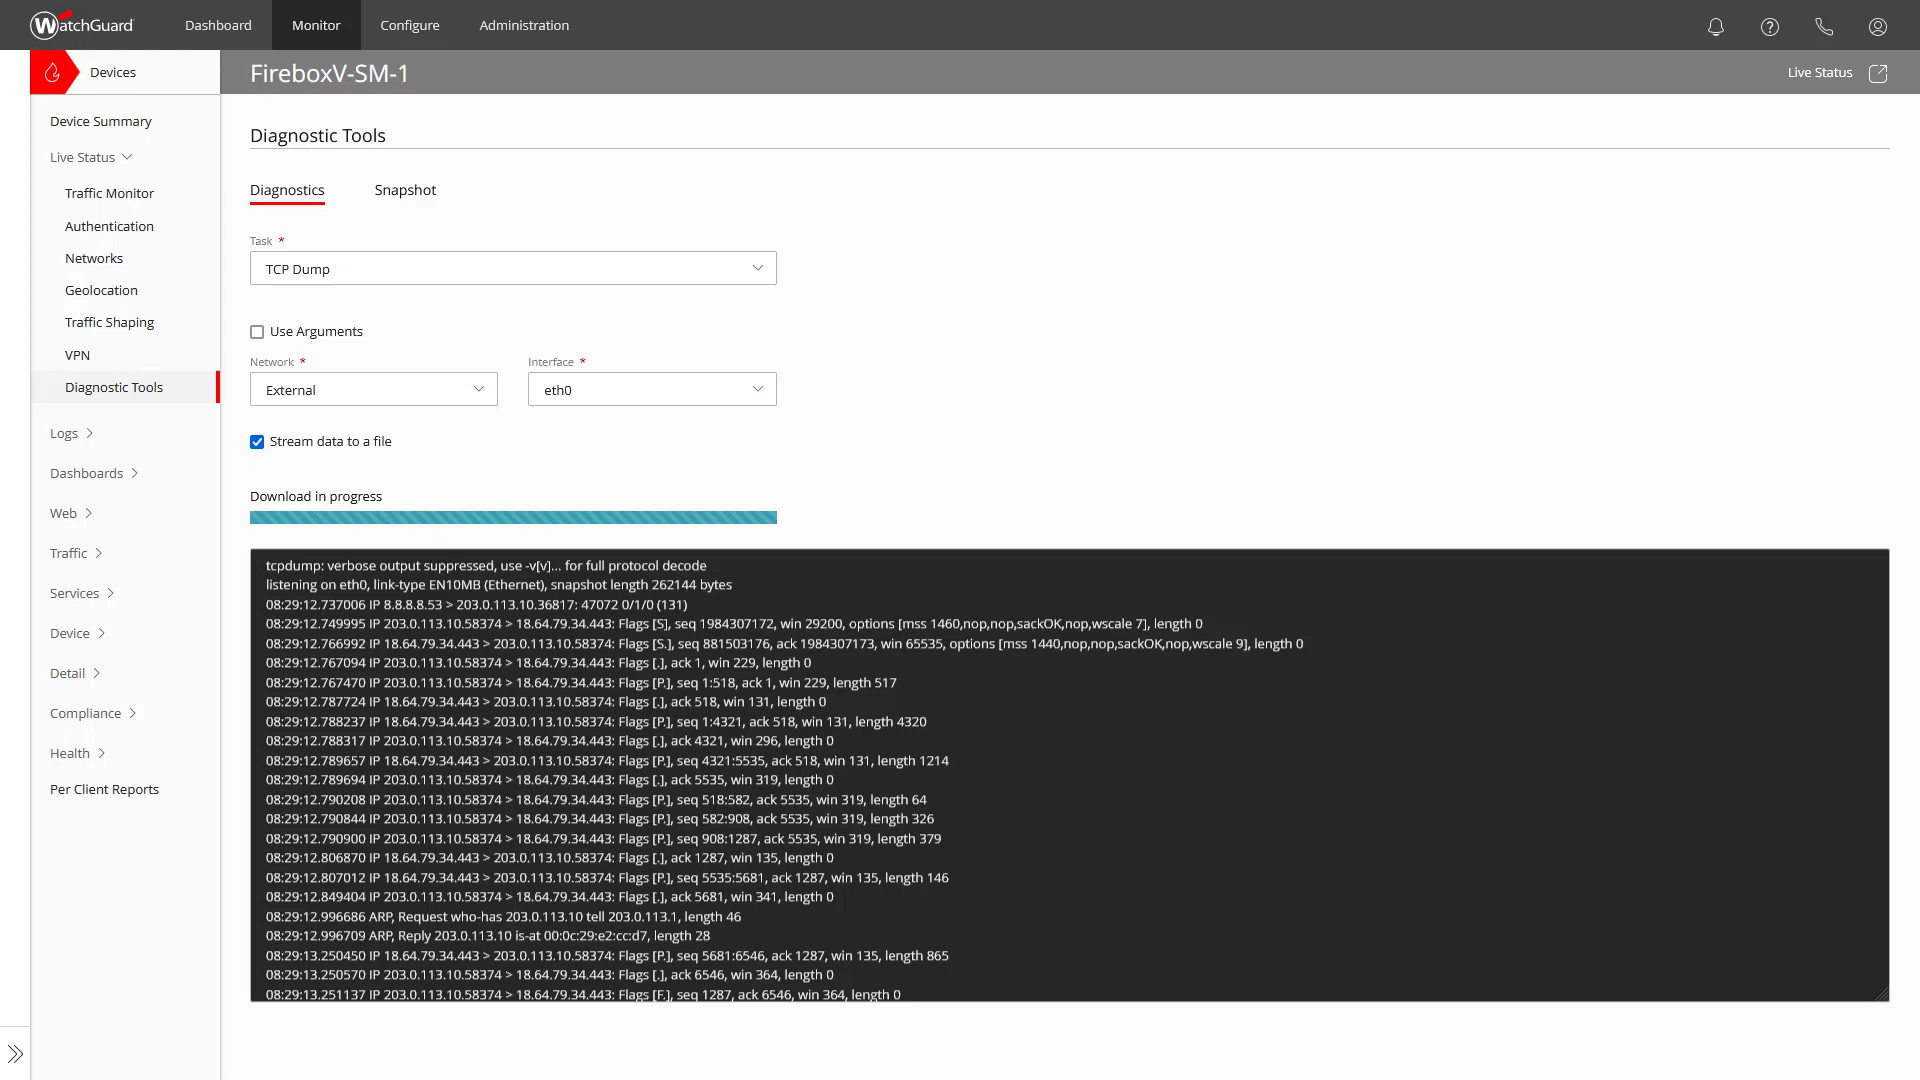 WatchGuard
Dashboard
Monitor
Configure
Administration
Devices
FireboxV-SM-1
Live Status
Device Summary
Live Status
Traffic Monitor
Authentication
Networks
Geolocation
Traffic Shaping
VPN
Diagnostic Tools
Logs
Dashboards
Web
Traffic
Services
Device
Detail
Compliance
Health
Per Client Reports
Diagnostic Tools
Diagnostics
Snapshot
Task *
TCP Dump
Use Arguments
Network *
Interface *
External
eth0
Stream data to a file
Download in progress
tcpdump: verbose output suppressed, use -v[v]... for full protocol decode
listening on eth0, link-type EN10MB (Ethernet), snapshot length 262144 bytes
08:29:12.737006 IP 8.8.8.8.53 > 203.0.113.10.36817: 47072 0/1/0 (131)
08:29:12.749995 IP 203.0.113.10.58374 > 18.64.79.34.443: Flags [S], seq 1984307172, win 29200, options [mss 1460,nop,nop,sackOK,nop,wscale 7], length 0
08:29:12.766992 IP 18.64.79.34.443 > 203.0.113.10.58374: Flags [S.], seq 881503176, ack 1984307173, win 65535, options [mss 1440,nop,nop,sackOK,nop,wscale 9], length 0
08:29:12.767094 IP 203.0.113.10.58374 > 18.64.79.34.443: Flags [.], ack 1, win 229, length 0
08:29:12.767470 IP 203.0.113.10.58374 > 18.64.79.34.443: Flags [P.], seq 1:518, ack 1, win 229, length 517
08:29:12.787724 IP 18.64.79.34.443 > 203.0.113.10.58374: Flags [.], ack 518, win 131, length 0
08:29:12.788237 IP 18.64.79.34.443 > 203.0.113.10.58374: Flags [P.], seq 1:4321, ack 518, win 131, length 4320
08:29:12.788317 IP 203.0.113.10.58374 > 18.64.79.34.443: Flags [.], ack 4321, win 296, length 0
08:29:12.789657 IP 18.64.79.34.443 > 203.0.113.10.58374: Flags [P.], seq 4321:5535, ack 518, win 131, length 1214
08:29:12.789694 IP 203.0.113.10.58374 > 18.64.79.34.443: Flags [.], ack 5535, win 319, length 0
08:29:12.790208 IP 203.0.113.10.58374 > 18.64.79.34.443: Flags [P.], seq 518:582, ack 5535, win 319, length 64
08:29:12.790844 IP 203.0.113.10.58374 > 18.64.79.34.443: Flags [P.], seq 582:908, ack 5535, win 319, length 326
08:29:12.790900 IP 203.0.113.10.58374 > 18.64.79.34.443: Flags [P.], seq 908:1287, ack 5535, win 319, length 379
08:29:12.806870 IP 18.64.79.34.443 > 203.0.113.10.58374: Flags [.], ack 1287, win 135, length 0
08:29:12.807012 IP 18.64.79.34.443 > 203.0.113.10.58374: Flags [P.], seq 5535:5681, ack 1287, win 135, length 146
08:29:12.849404 IP 203.0.113.10.58374 > 18.64.79.34.443: Flags [.], ack 5681, win 341, length 0
08:29:12.996686 ARP, Request who-has 203.0.113.10 tell 203.0.113.1, length 46
08:29:12.996709 ARP, Reply 203.0.113.10 is-at 00:0c:29:e2:cc:d7, length 28
08:29:13.250450 IP 18.64.79.34.443 > 203.0.113.10.58374: Flags [P.], seq 5681:6546, ack 1287, win 135, length 865
08:29:13.250570 IP 203.0.113.10.58374 > 18.64.79.34.443: Flags [.], ack 6546, win 364, length 0
08:29:13.251137 IP 203.0.113.10.58374 > 18.64.79.34.443: Flags [F.], seq 1287, ack 6546, win 364, length 0